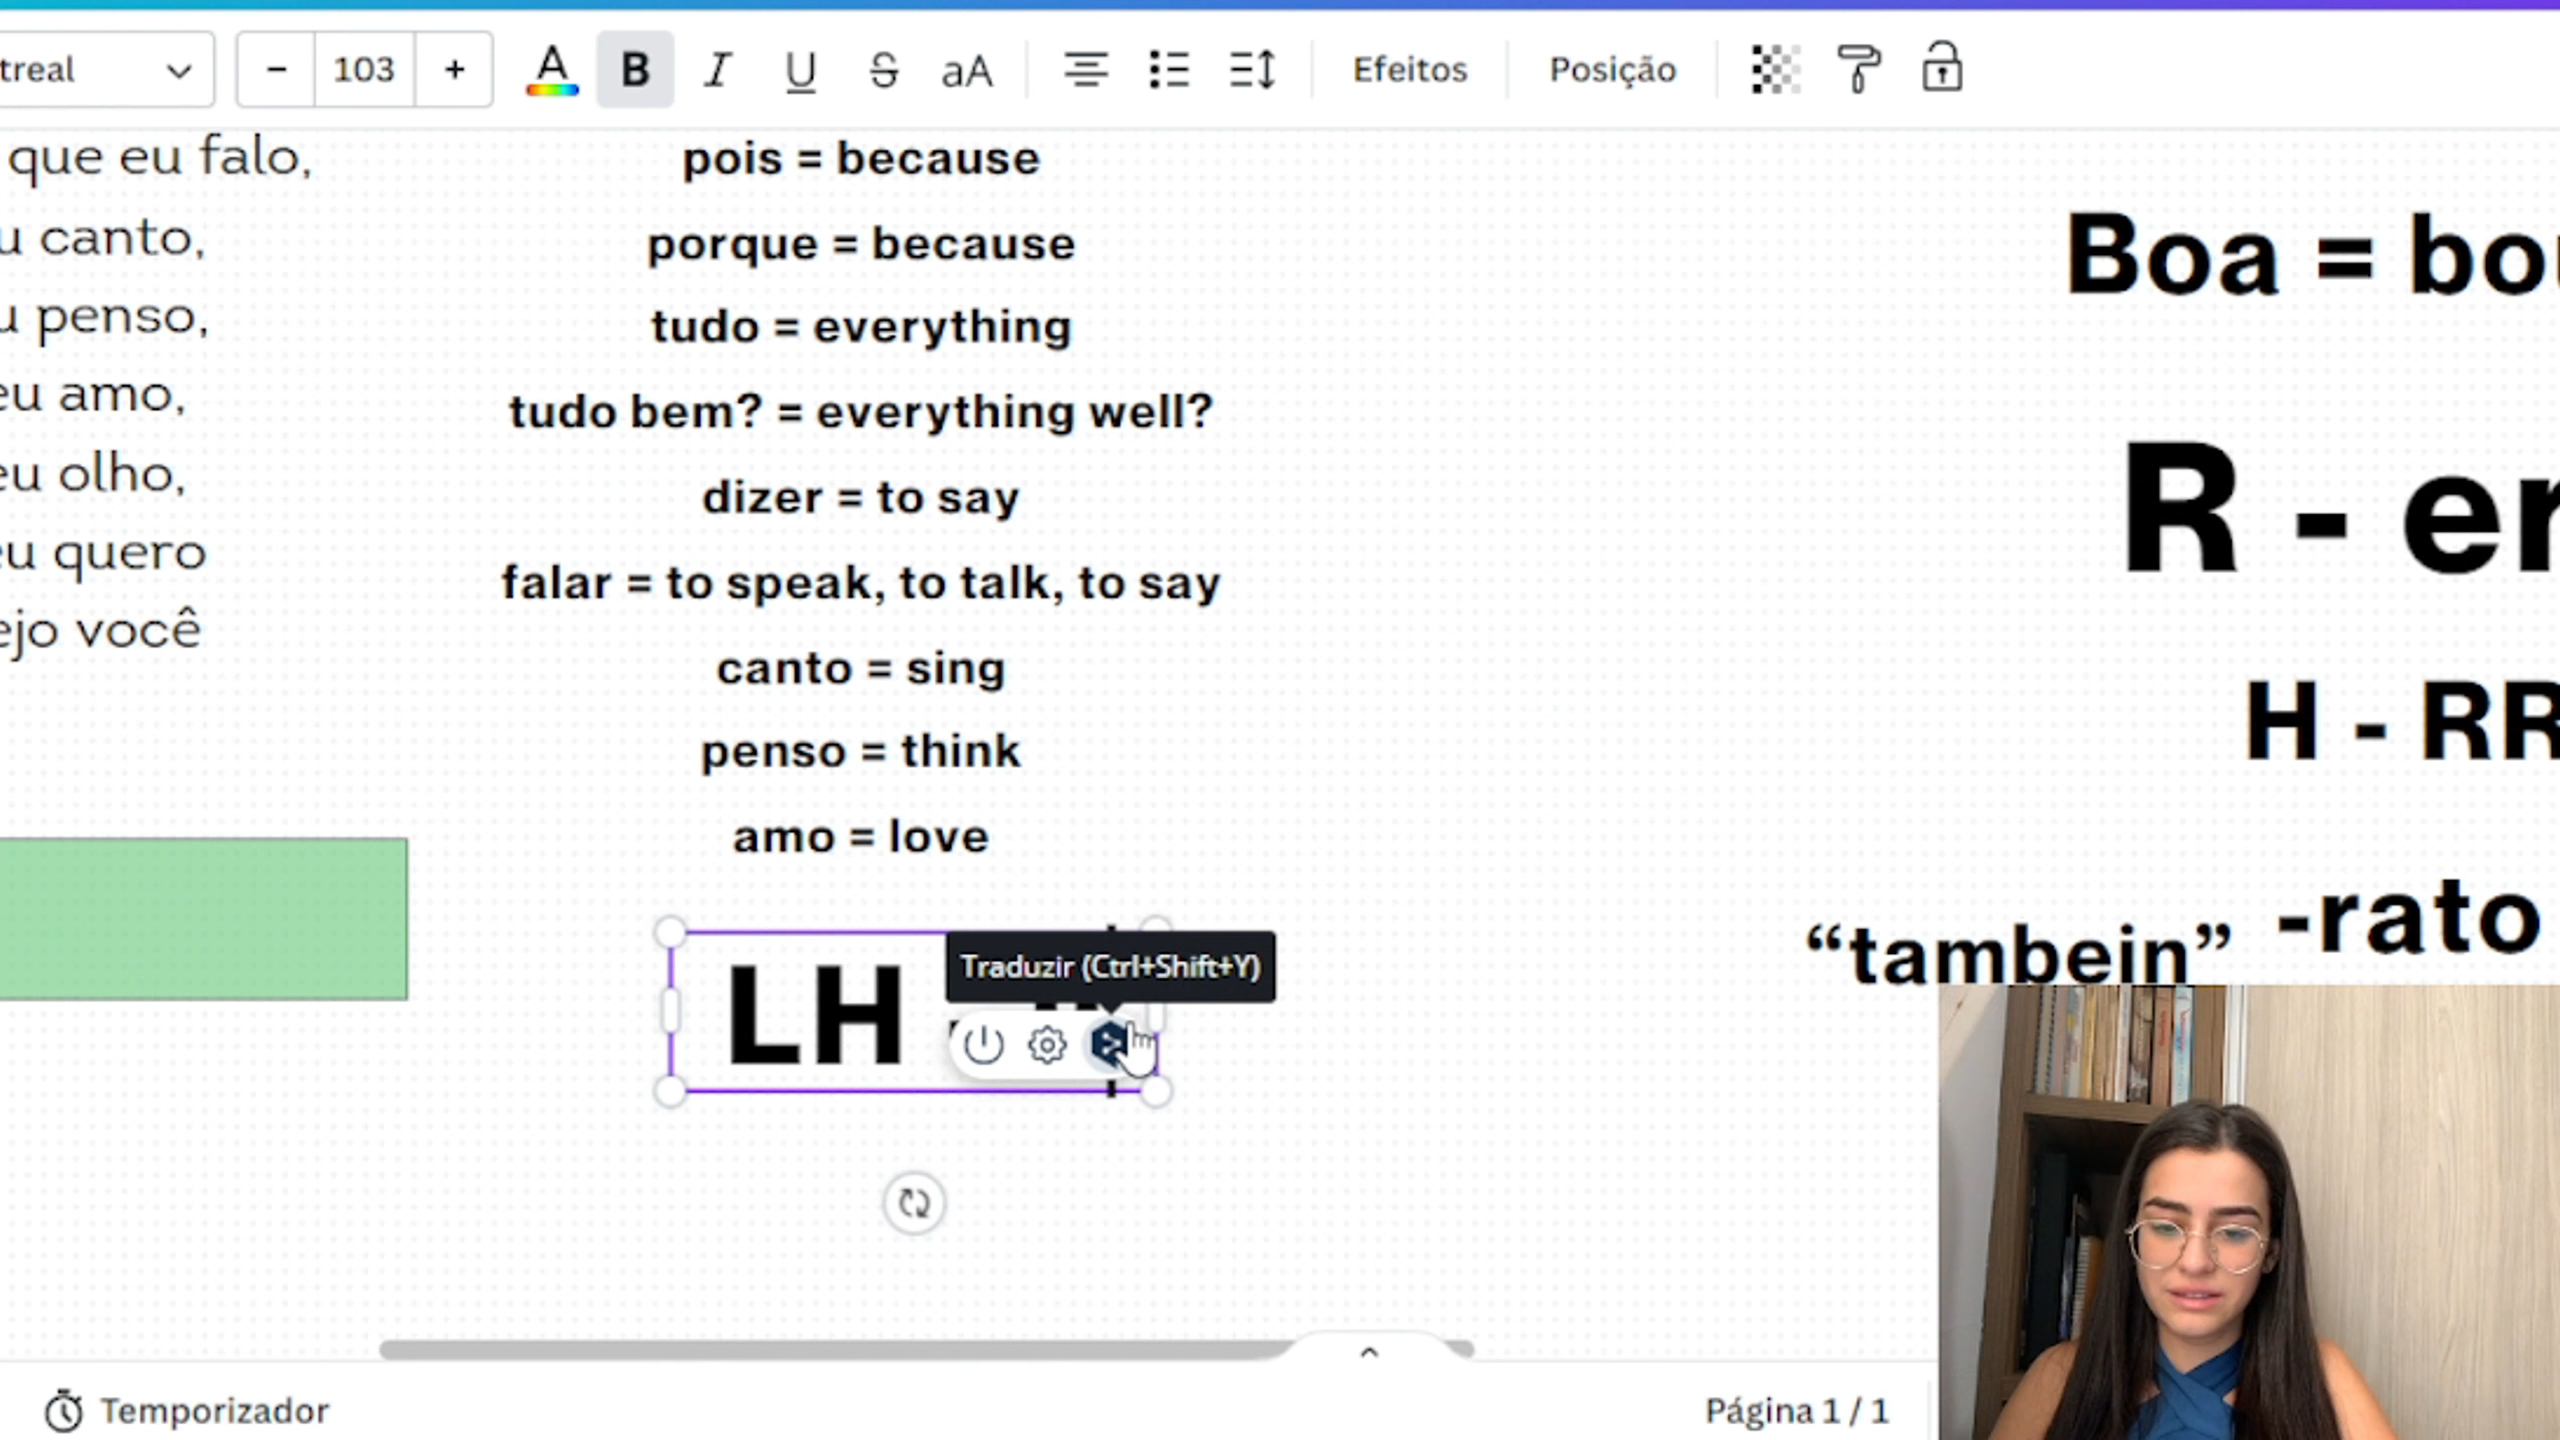 treal
- 103 +
A B I U S aA
Efeitos
Posição
que eu falo,
u canto,
u penso,
eu amo,
eu olho,
eu quero
ejo você
pois = because
porque = because
tudo = everything
tudo bem? = everything well?
dizer = to say
falar = to speak, to talk, to say
canto = sing
penso = think
amo = love
LH
Traduzir (Ctrl+Shift+Y)
Boa = bou
R - er
H - RR
“tambein” -rato
Temporizador
Página 1 / 1